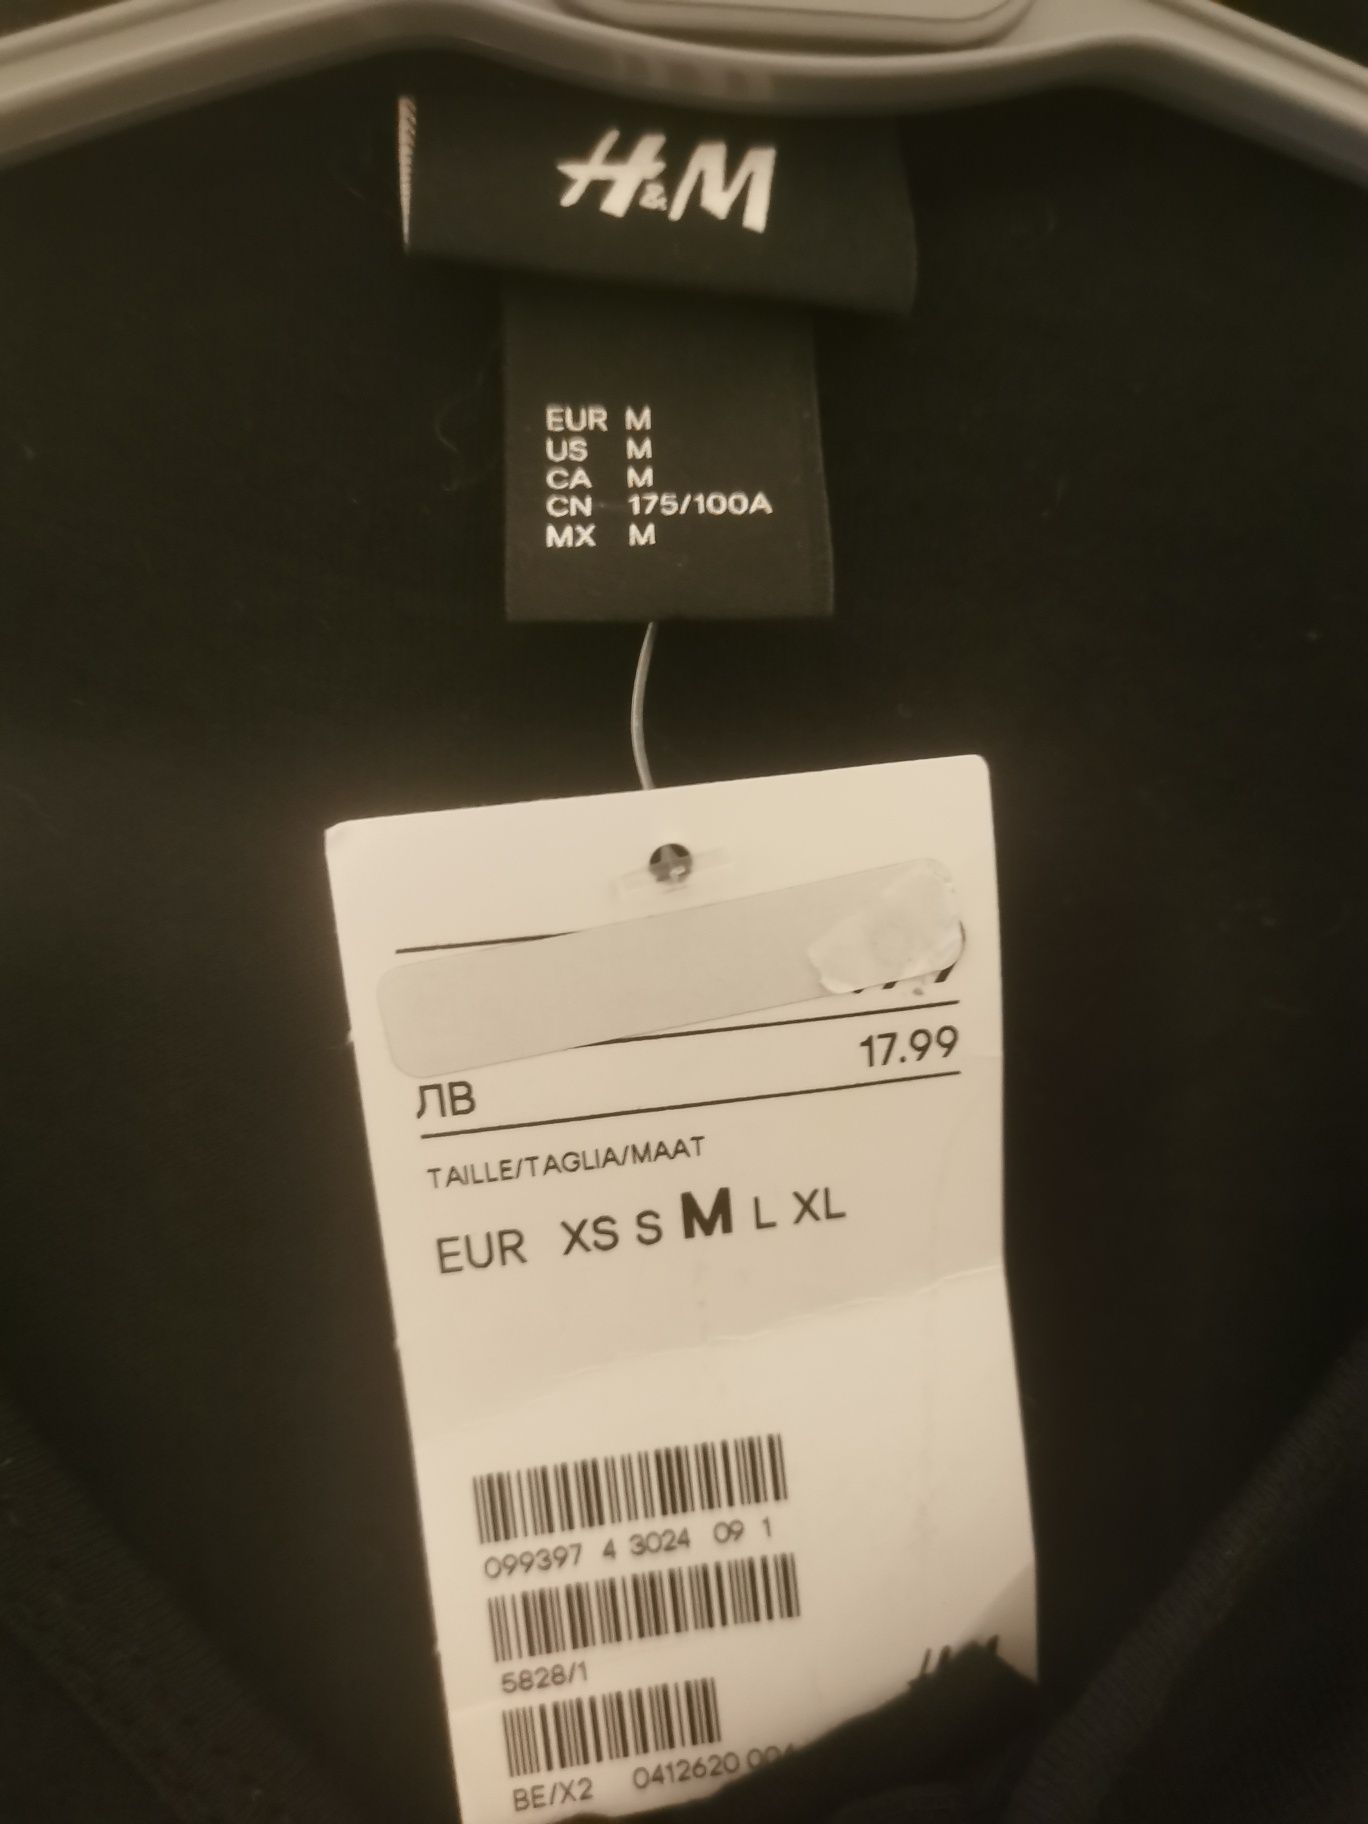 H&M
EUR M
US M
CA M
CN 175/100A
MX M
17.99
ЛВ
TAILLE/TAGLIA/MAAT
EUR XS S M L XL
099397 4 3024 09 1
5828/1
H&M
BE/X2 0412620